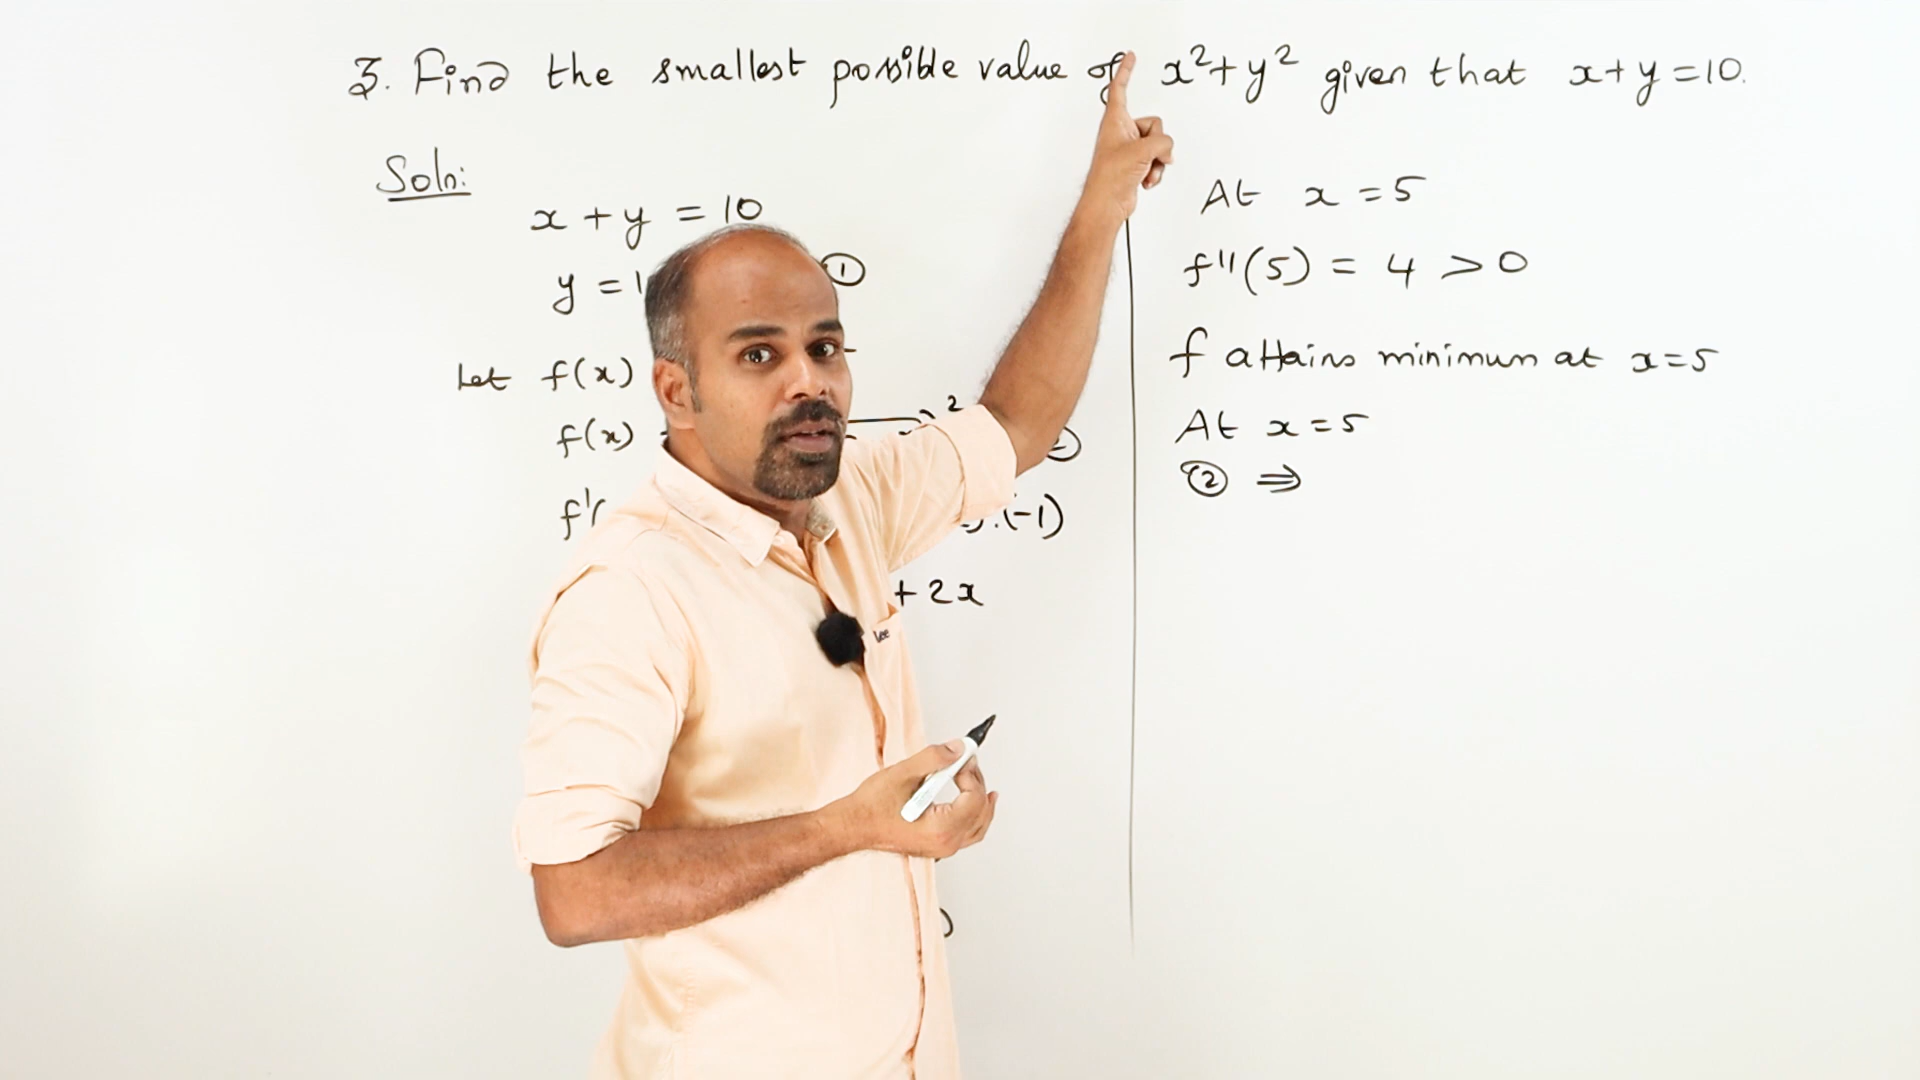 3. Find the smallest possible value of x²+y² given that x+y=10.
Soln:
x + y = 10
y = 1
①
Let f(x)
f(x)
2
f'(
.(-1)
+ 2x
At x = 5
f''(5) = 4 > 0
f attains minimum at x=5
At x = 5
② ⇒
Lee